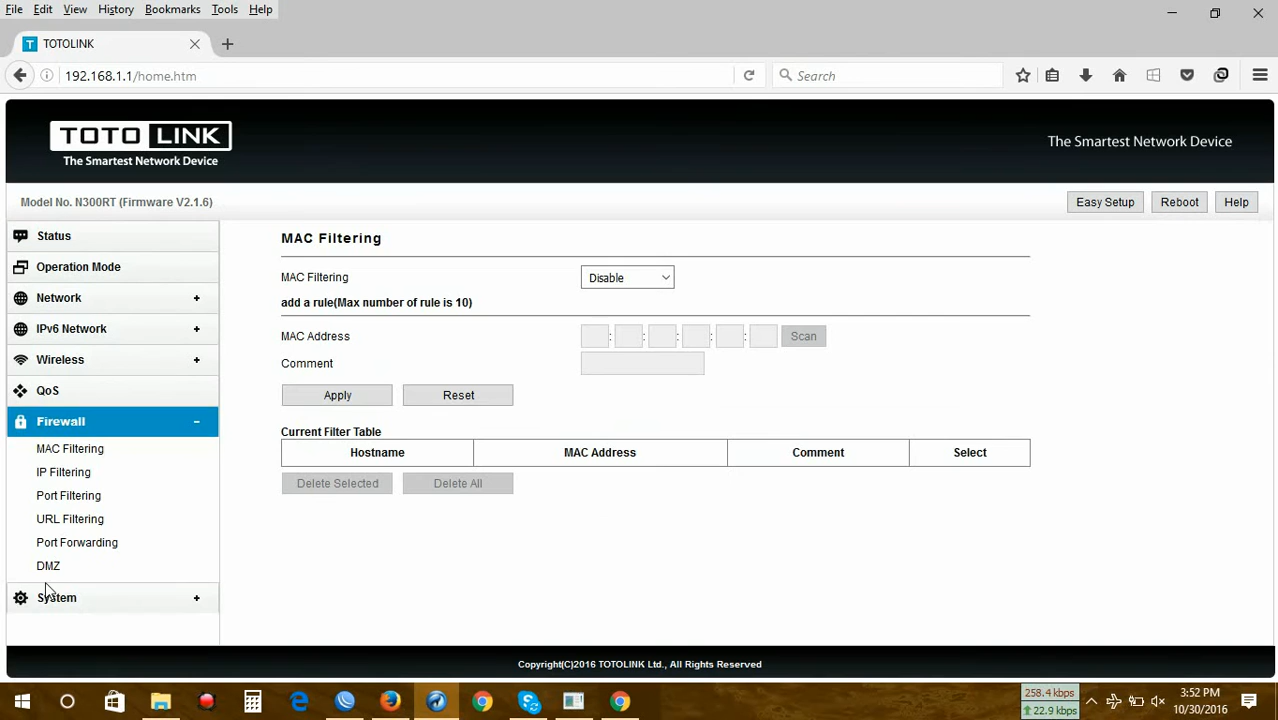 File Edit View History Bookmarks Tools Help
T TOTOLINK
192.168.1.1/home.htm
Search
TOTO LINK
The Smartest Network Device
The Smartest Network Device
Model No. N300RT (Firmware V2.1.6)
Easy Setup Reboot Help
Status
Operation Mode
Network +
IPv6 Network +
Wireless +
QoS
Firewall -
MAC Filtering
IP Filtering
Port Filtering
URL Filtering
Port Forwarding
DMZ
System +
MAC Filtering
MAC Filtering Disable
add a rule(Max number of rule is 10)
MAC Address : : : : : Scan
Comment
Apply Reset
Current Filter Table
Hostname MAC Address Comment Select
Delete Selected Delete All
Copyright(C)2016 TOTOLINK Ltd., All Rights Reserved
258.4 kbps
22.9 kbps
3:52 PM
10/30/2016